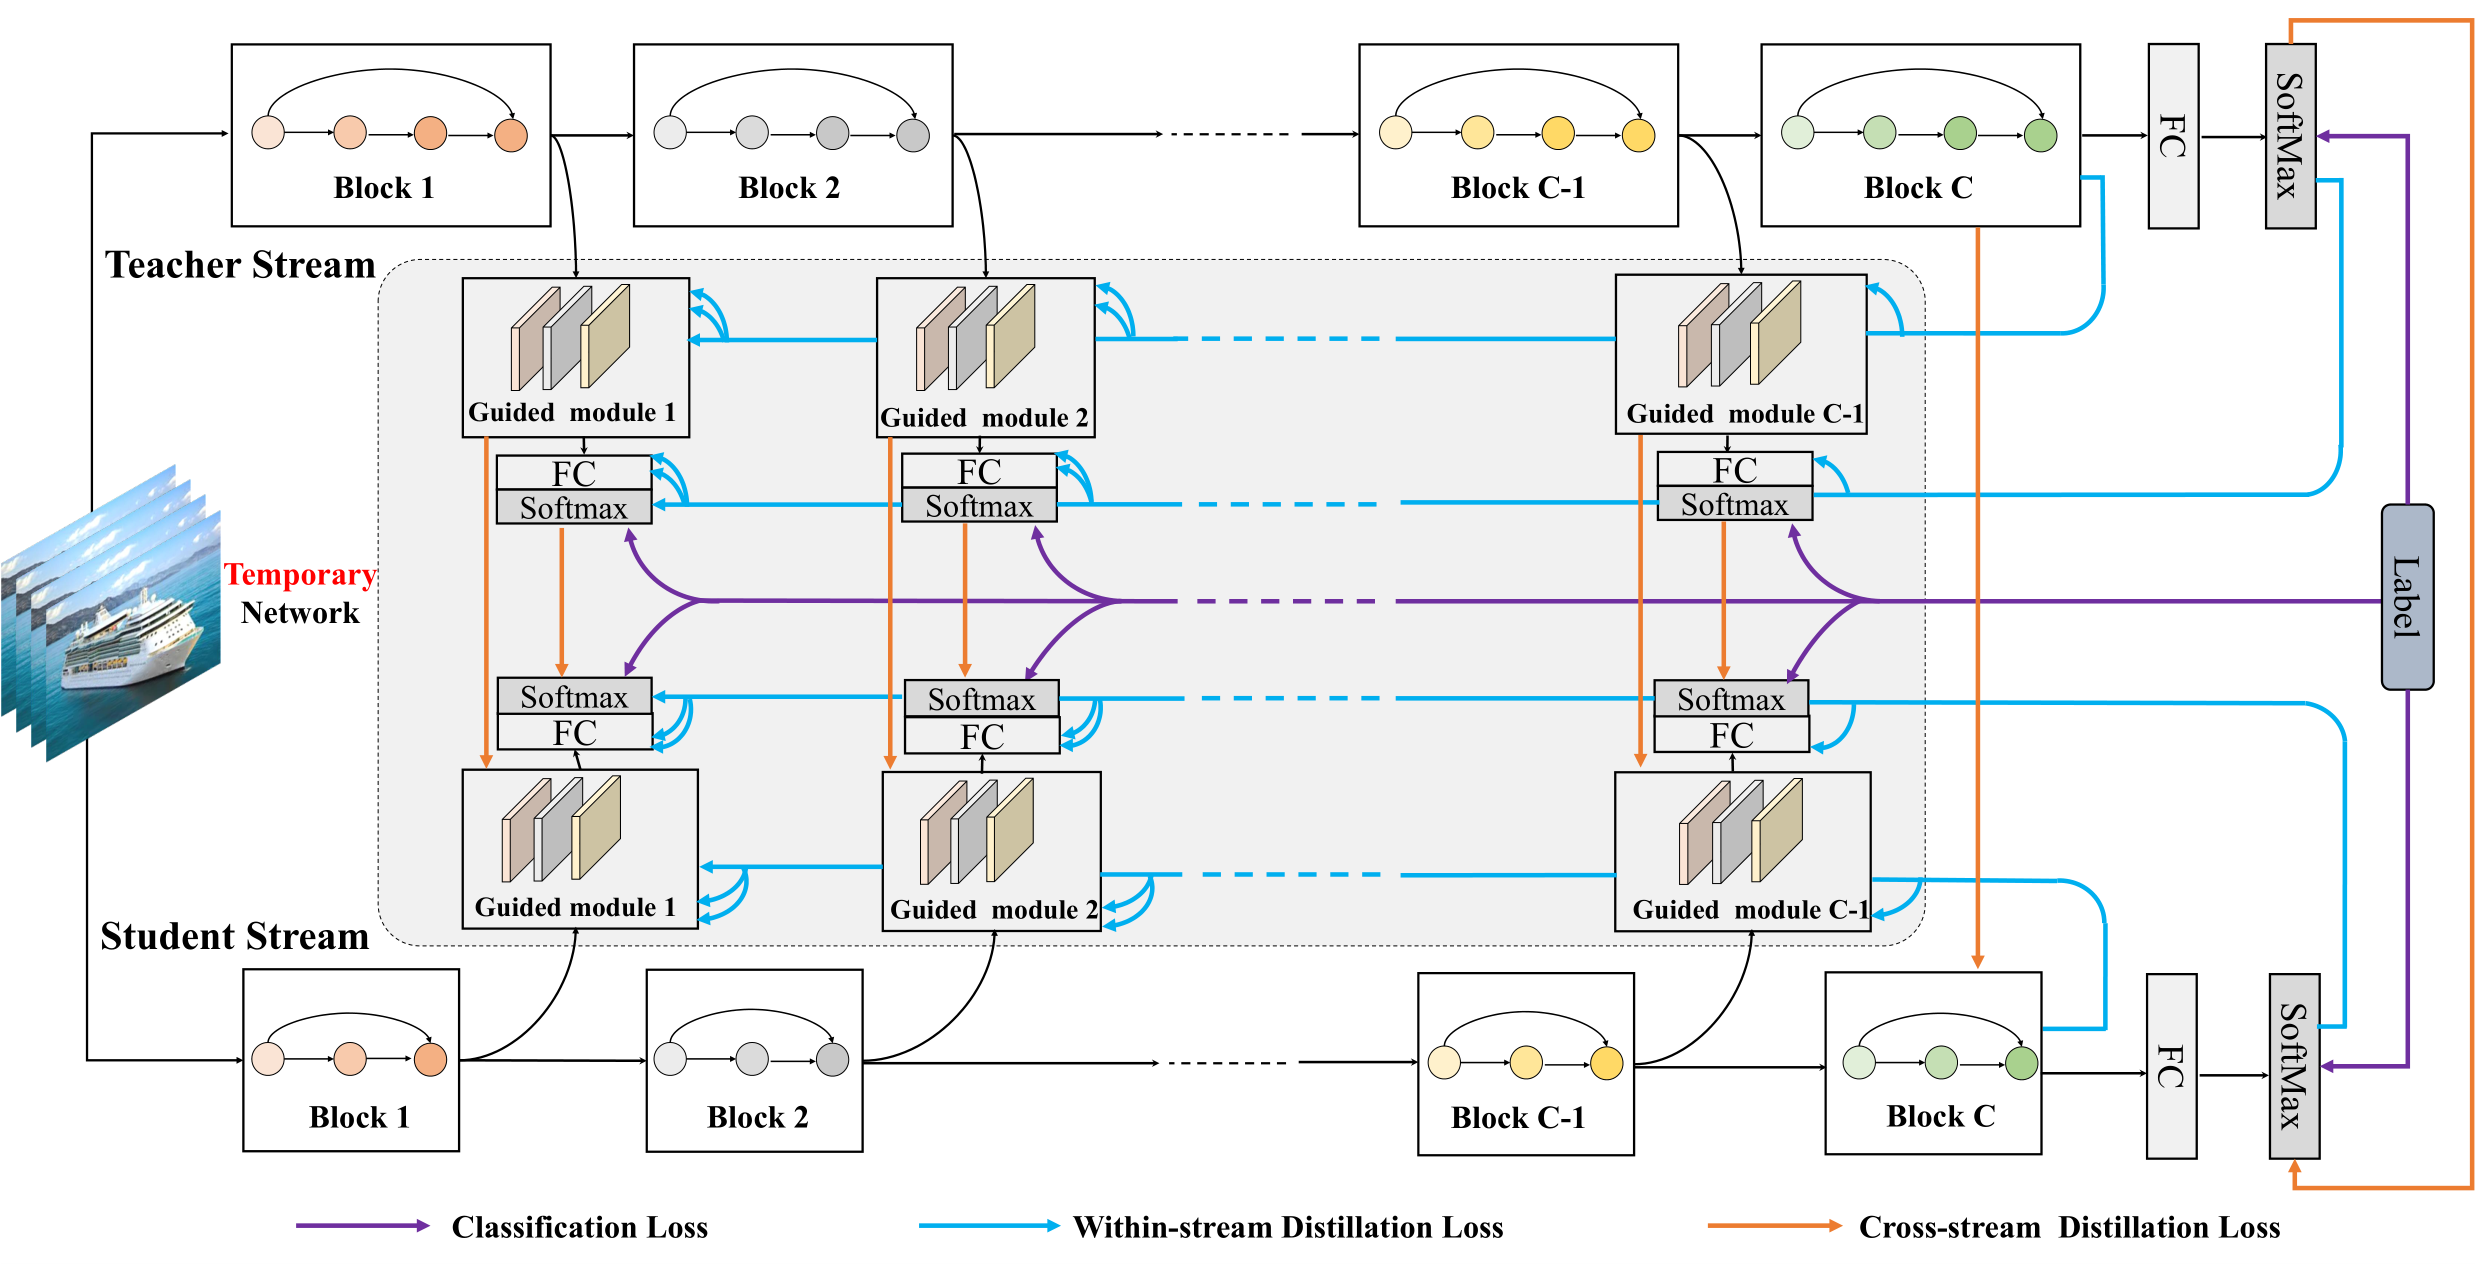 Block 1
Block 2
Block C-1
Block C
FC
SoftMax
Teacher Stream
Guided module 1
Guided module 2
Guided module C-1
FC
Softmax
FC
Softmax
FC
Softmax
Temporary
Network
Label
Softmax
FC
Softmax
FC
Softmax
FC
Guided module 1
Guided module 2
Guided module C-1
Student Stream
Block 1
Block 2
Block C-1
Block C
FC
SoftMax
Classification Loss
Within-stream Distillation Loss
Cross-stream Distillation Loss